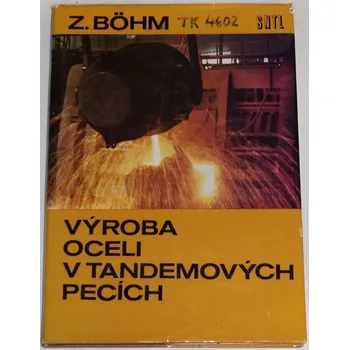 Z. BÖHM TK 4602 SNTL
VÝROBA
OCELI
V TANDEMOVÝCH
PECÍCH